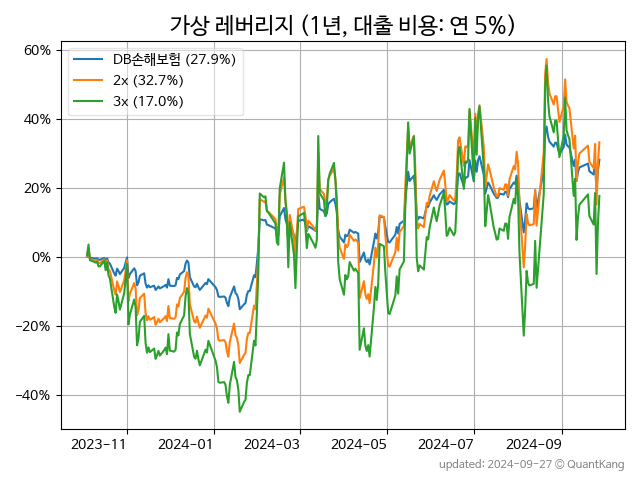 가상 레버리지 (1년, 대출 비용: 연 5%)
DB손해보험 (27.9%)
2x (32.7%)
3x (17.0%)
60%
40%
20%
0%
−20%
−40%
2023-11 2024-01 2024-03 2024-05 2024-07 2024-09
updated: 2024-09-27 © QuantKang